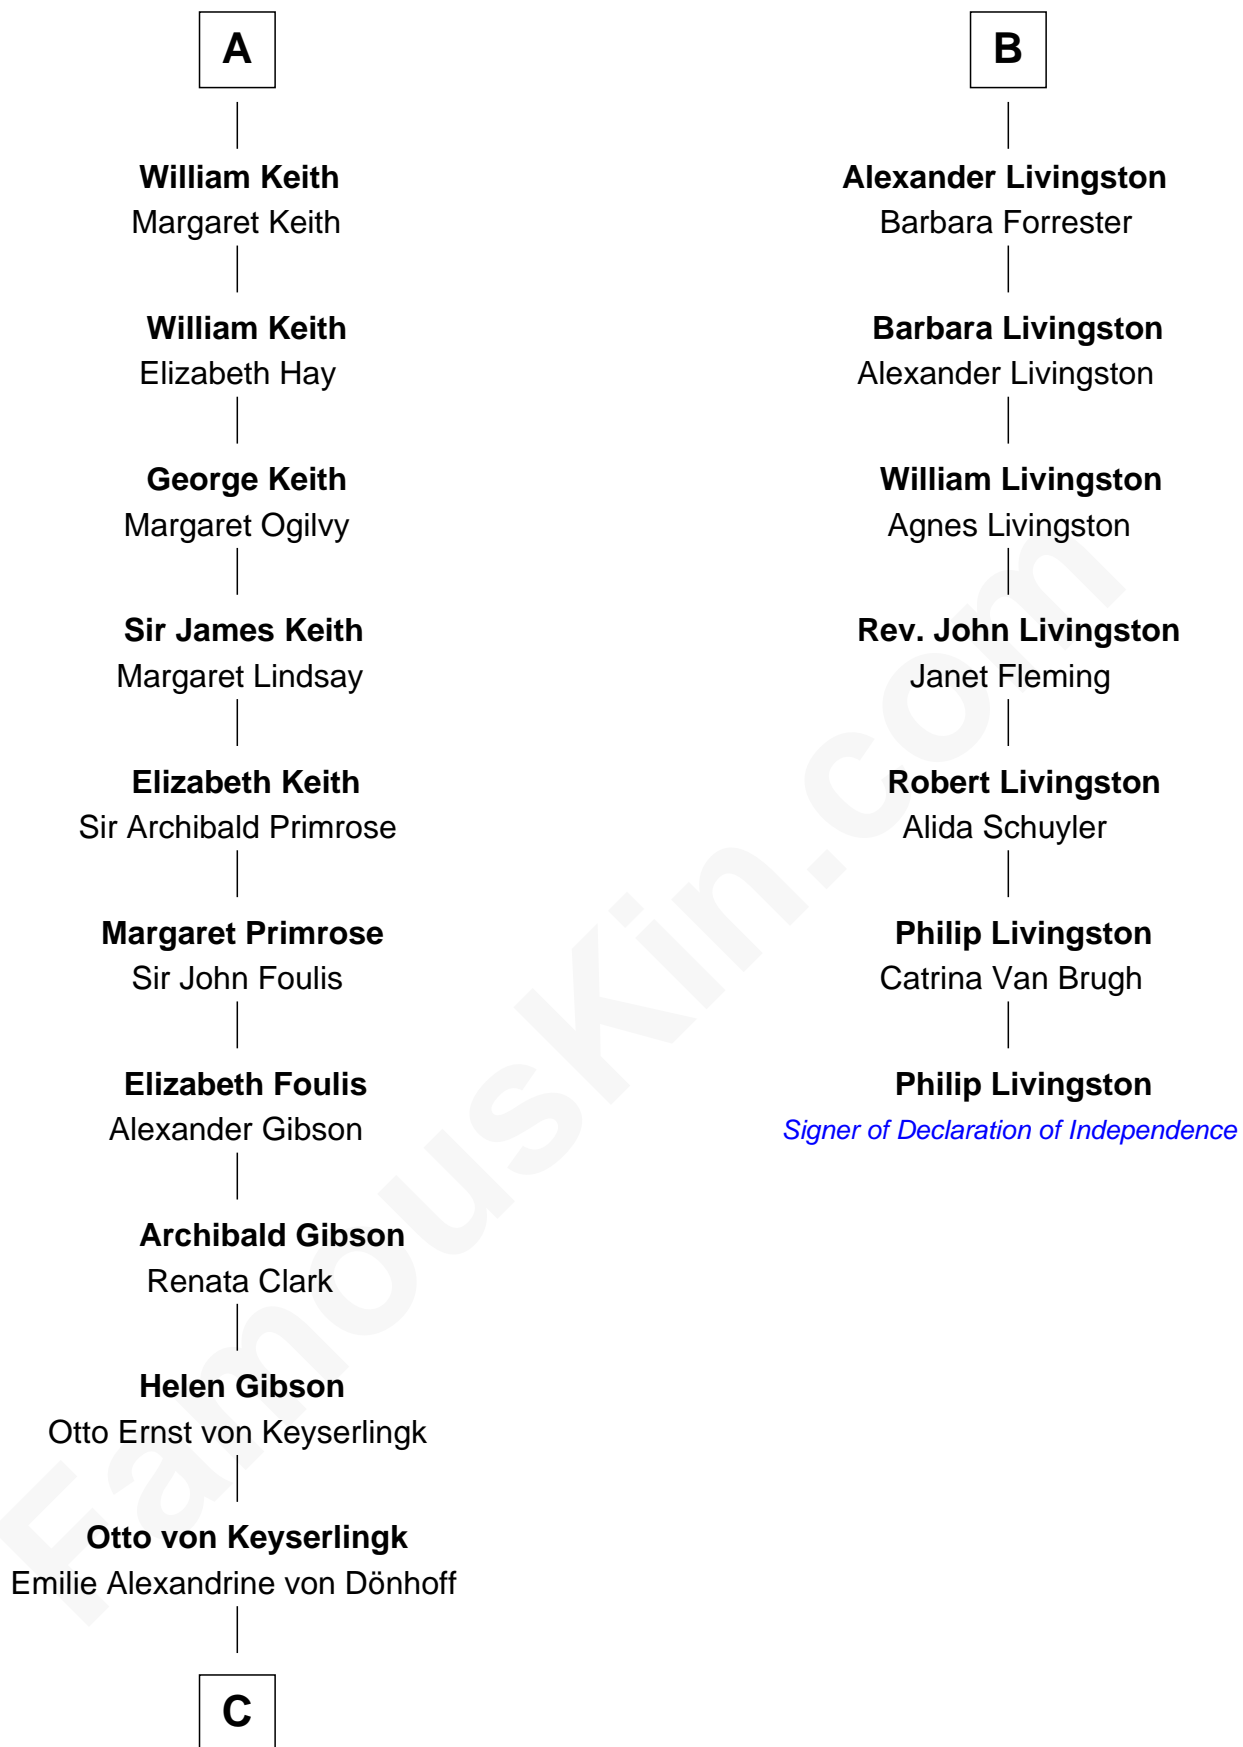 A
William Keith
Margaret Keith
William Keith
Elizabeth Hay
George Keith
Margaret Ogilvy
Sir James Keith
Margaret Lindsay
Elizabeth Keith
Sir Archibald Primrose
Margaret Primrose
Sir John Foulis
Elizabeth Foulis
Alexander Gibson
Archibald Gibson
Renata Clark
Helen Gibson
Otto Ernst von Keyserlingk
Otto von Keyserlingk
Emilie Alexandrine von Dönhoff
C
B
Alexander Livingston
Barbara Forrester
Barbara Livingston
Alexander Livingston
William Livingston
Agnes Livingston
Rev. John Livingston
Janet Fleming
Robert Livingston
Alida Schuyler
Philip Livingston
Catrina Van Brugh
Philip Livingston
Signer of Declaration of Independence
FamousKin.com